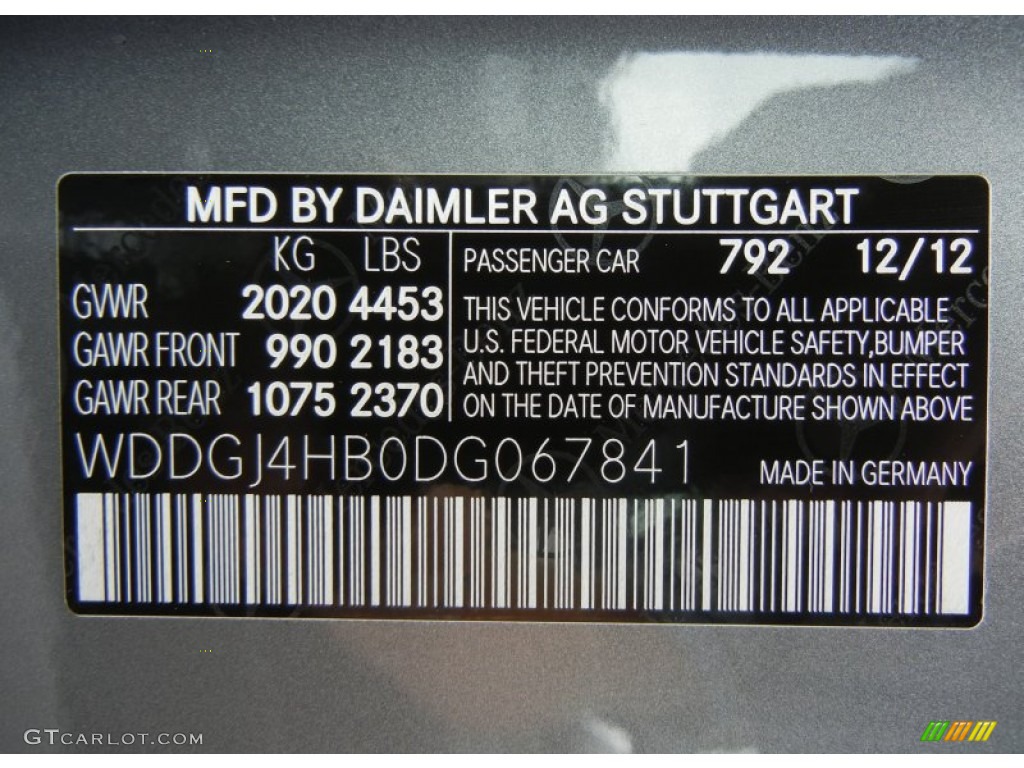 MFD BY DAIMLER AG STUTTGART
KG LBS
GVWR 2020 4453
GAWR FRONT 990 2183
GAWR REAR 1075 2370
PASSENGER CAR 792 12/12
THIS VEHICLE CONFORMS TO ALL APPLICABLE
U.S. FEDERAL MOTOR VEHICLE SAFETY,BUMPER
AND THEFT PREVENTION STANDARDS IN EFFECT
ON THE DATE OF MANUFACTURE SHOWN ABOVE
WDDGJ4HB0DG067841
MADE IN GERMANY
GTCARLOT.COM